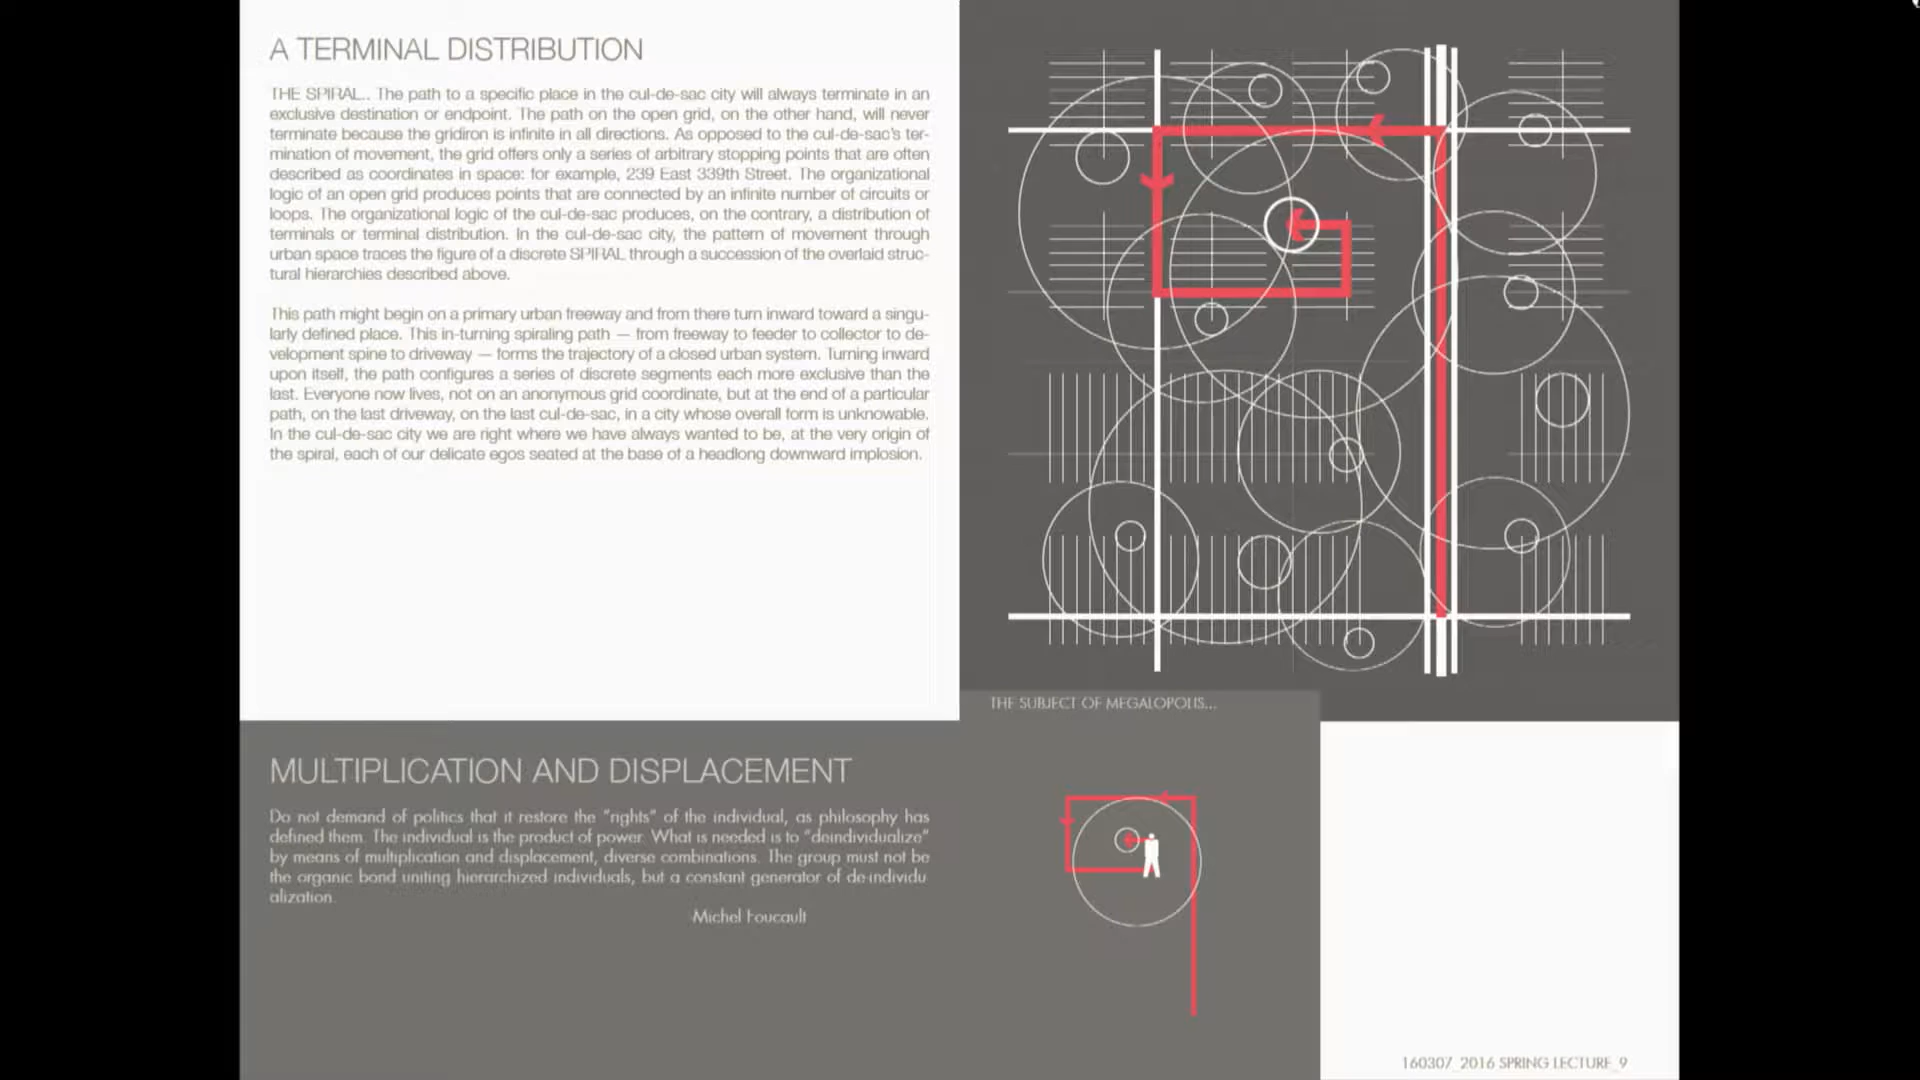 A TERMINAL DISTRIBUTION
THE SPIRAL.. The path to a specific place in the cul-de-sac city will always terminate in an
exclusive destination or endpoint. The path on the open grid, on the other hand, will never
terminate because the gridiron is infinite in all directions. As opposed to the cul-de-sac's ter-
mination of movement, the grid offers only a series of arbitrary stopping points that are often
described as coordinates in space: for example, 239 East 339th Street. The organizational
logic of an open grid produces points that are connected by an infinite number of circuits or
loops. The organizational logic of the cul-de-sac produces, on the contrary, a distribution of
terminals or terminal distribution. In the cul-de-sac city, the pattern of movement through
urban space traces the figure of a discrete SPIRAL through a succession of the overlaid struc-
tural hierarchies described above.
This path might begin on a primary urban freeway and from there turn inward toward a singu-
larly defined place. This in-turning spiraling path — from freeway to feeder to collector to de-
velopment spine to driveway — forms the trajectory of a closed urban system. Turning inward
upon itself, the path configures a series of discrete segments each more exclusive than the
last. Everyone now lives, not on an anonymous grid coordinate, but at the end of a particular
path, on the last driveway, on the last cul-de-sac, in a city whose overall form is unknowable.
In the cul-de-sac city we are right where we have always wanted to be, at the very origin of
the spiral, each of our delicate egos seated at the base of a headlong downward implosion.
THE SUBJECT OF MEGALOPOLIS...
MULTIPLICATION AND DISPLACEMENT
Do not demand of politics that it restore the "rights" of the individual, as philosophy has
defined them. The individual is the product of power. What is needed is to "deindividualize"
by means of multiplication and displacement, diverse combinations. The group must not be
the organic bond uniting hierarchized individuals, but a constant generator of de-individu
alization.
-Michel Foucault
160307_2016 SPRING LECTURE_9